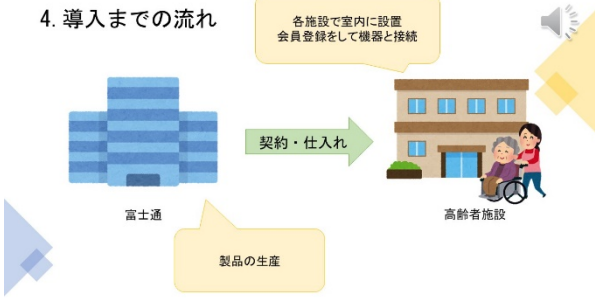 4. 導入までの流れ
各施設で室内に設置
会員登録をして機器と接続
契約・仕入れ
富士通
高齢者施設
製品の生産